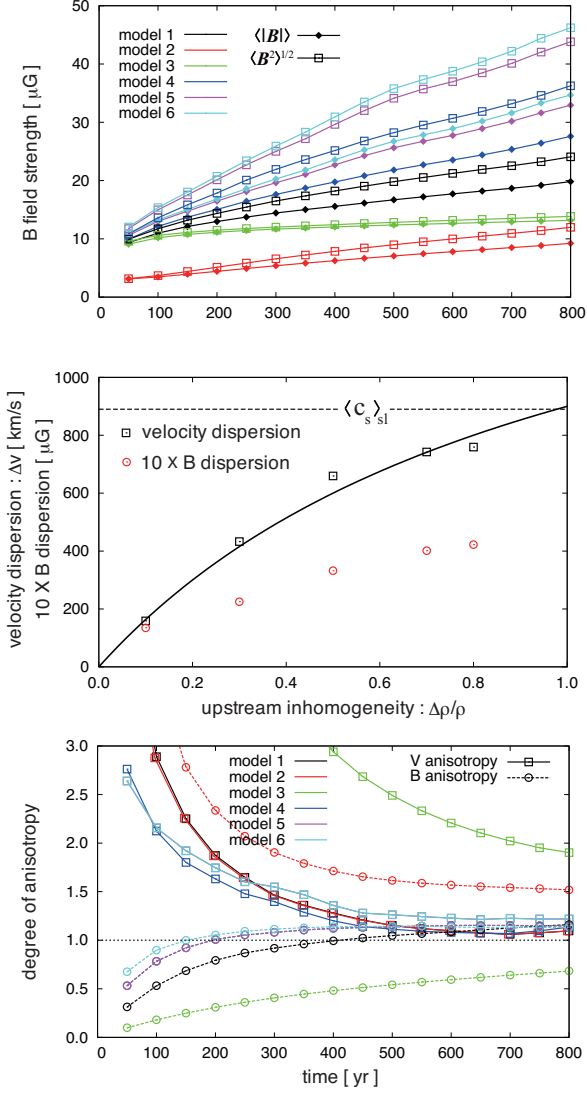 B field strength [ μG ]
50
40
30
20
10
0
model 1
model 2
model 3
model 4
model 5
model 6
⟨|B|⟩
⟨B²⟩¹ᐟ²
0 100 200 300 400 500 600 700 800
velocity dispersion : Δv [ km/s ]
10 X B dispersion [ μG ]
1000
800
600
400
200
0
⟨c_s⟩_sl
velocity dispersion
10 X B dispersion
0.0 0.2 0.4 0.6 0.8 1.0
upstream inhomogeneity : Δρ/ρ
degree of anisotropy
3.0
2.5
2.0
1.5
1.0
0.5
0.0
model 1
model 2
model 3
model 4
model 5
model 6
V anisotropy
B anisotropy
0 100 200 300 400 500 600 700 800
time [ yr ]